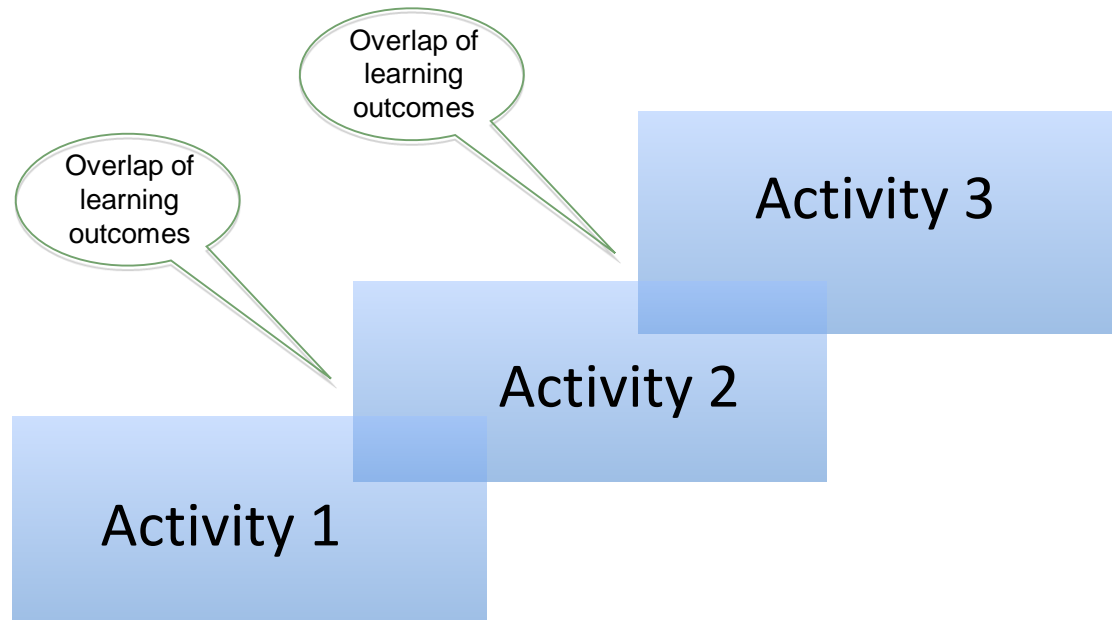 Overlap of
learning
outcomes
Overlap of
learning
outcomes
Activity 3
Activity 2
Activity 1